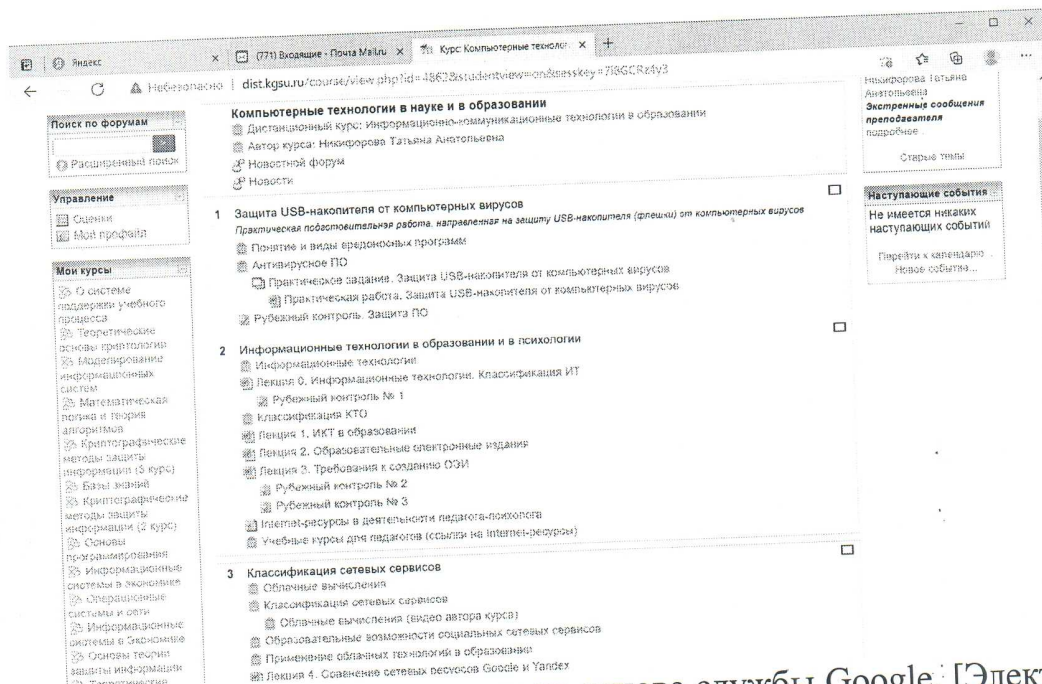 Яндекс
(771) Входящие - Почта Mail.ru
Курс: Компьютерные технолог
Небезопасно | dist.kgsu.ru/course/view.php?id=4862&studentview=on&sesskey=7i8GCRz4v3
Поиск по форумам
Расширенный поиск
Управление
Оценки
Мой профайл
Мои курсы
О системе
поддержки учебного
процесса
Теоретические
основы криптологии
Моделирование
информационных
систем
Математическая
логика и теория
алгоритмов
Криптографические
методы защиты
информации (3 курс)
Базы знаний
Криптографические
методы защиты
информации (2 курс)
Основы
программирования
Информационные
системы в экономике
Операционные
системы и сети
Информационные
системы в Экономике
Основы теории
защиты информации
Теоретические
Компьютерные технологии в науке и в образовании
Дистанционный курс: Информационно-коммуникационные технологии в образовании
Автор курса: Никифорова Татьяна Анатольевна
Новостной форум
Новости
1 Защита USB-накопителя от компьютерных вирусов
Практическая подготовительная работа, направленная на защиту USB-накопителя (флешки) от компьютерных вирусов
Понятие и виды вредоносных программ
Антивирусное ПО
Практическое задание. Защита USB-накопителя от компьютерных вирусов
Практическая работа. Защита USB-накопителя от компьютерных вирусов
Рубежный контроль. Защита ПО
2 Информационные технологии в образовании и в психологии
Информационные технологии
Лекция 0. Информационные технологии. Классификация ИТ
Рубежный контроль № 1
Классификация КТО
Лекция 1. ИКТ в образовании
Лекция 2. Образовательные электронные издания
Лекция 3. Требования к созданию ОЭИ
Рубежный контроль № 2
Рубежный контроль № 3
Internet-ресурсы в деятельности педагога-психолога
Учебные курсы для педагогов (ссылки на Internet-ресурсы)
3 Классификация сетевых сервисов
Облачные вычисления
Классификация сетевых сервисов
Облачные вычисления (видео автора курса)
Образовательные возможности социальных сетевых сервисов
Применение облачных технологий в образовании
Лекция 4. Сравнение сетевых ресурсов Google и Yandex
Никифорова Татьяна
Анатольевна
Экстренные сообщения
преподавателя
подробнее...
Старые темы
Наступающие события
Не имеется никаких
наступающих событий
Перейти к календарю...
Новое событие...
службы Google [Элект